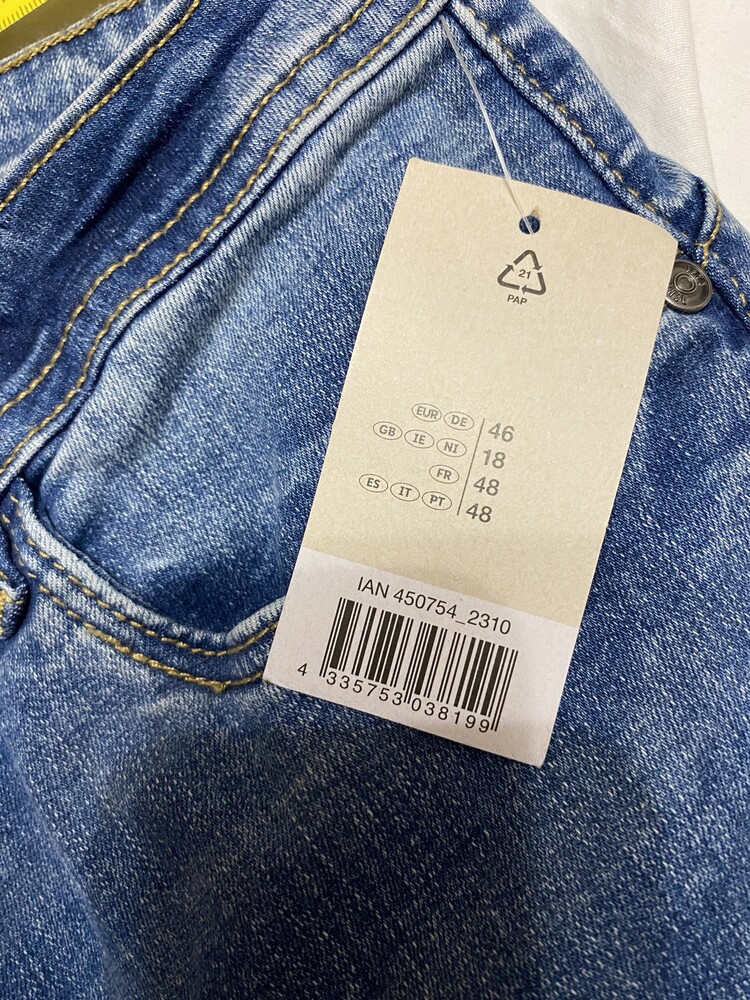 21
PAP
EUR DE 46
GB IE NI 18
FR 48
ES IT PT 48
IAN 450754_2310
4 335753 038199